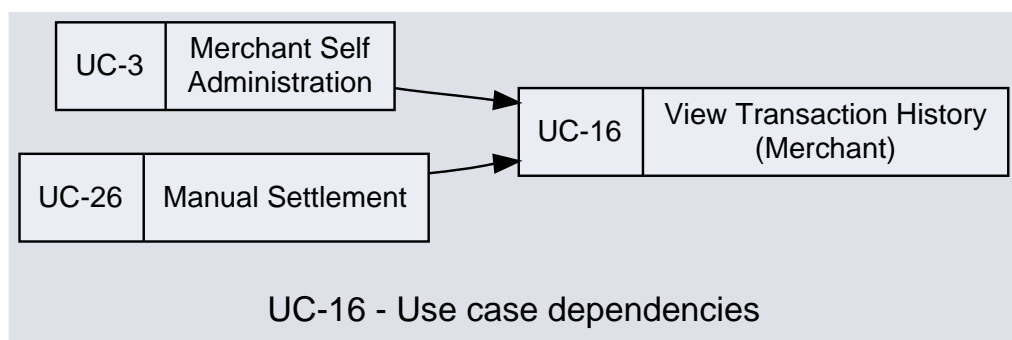 UC-3
Merchant Self
Administration
UC-16
View Transaction History
(Merchant)
UC-26
Manual Settlement
UC-16 - Use case dependencies